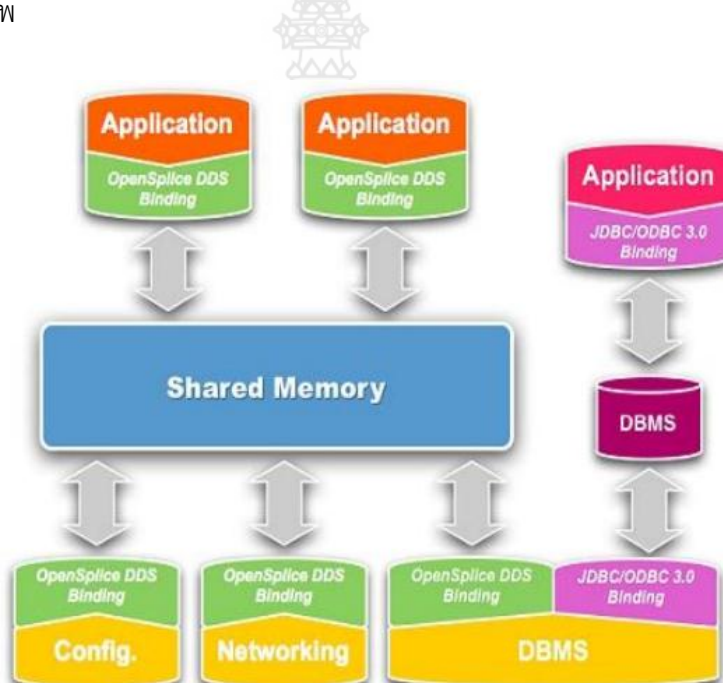 Application
OpenSplice DDS
Binding
Application
OpenSplice DDS
Binding
Application
JDBC/ODBC 3.0
Binding
Shared Memory
DBMS
OpenSplice DDS
Binding
Config.
OpenSplice DDS
Binding
Networking
OpenSplice DDS
Binding
JDBC/ODBC 3.0
Binding
DBMS